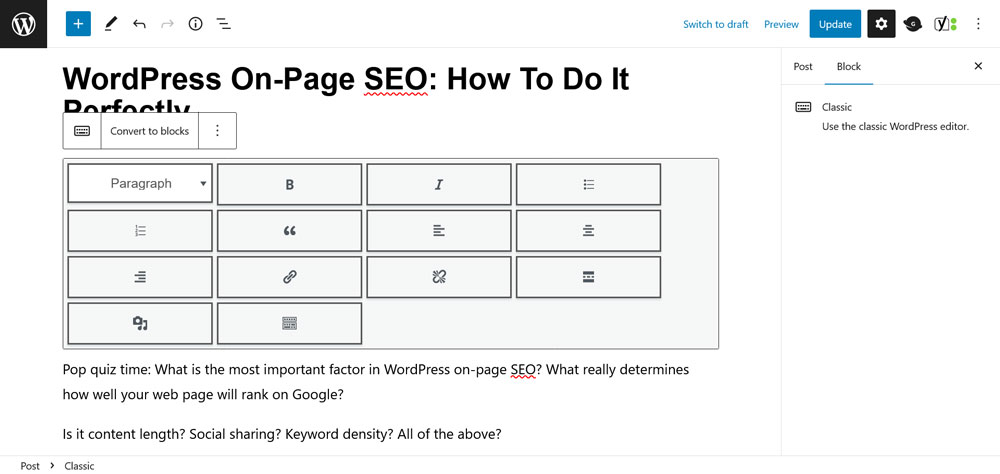 Switch to draft Preview Update
WordPress On-Page SEO: How To Do It
Perfectly
Convert to blocks
Paragraph
B
I
Pop quiz time: What is the most important factor in WordPress on-page SEO? What really determines
how well your web page will rank on Google?
Is it content length? Social sharing? Keyword density? All of the above?
Post Block
Classic
Use the classic WordPress editor.
Post > Classic